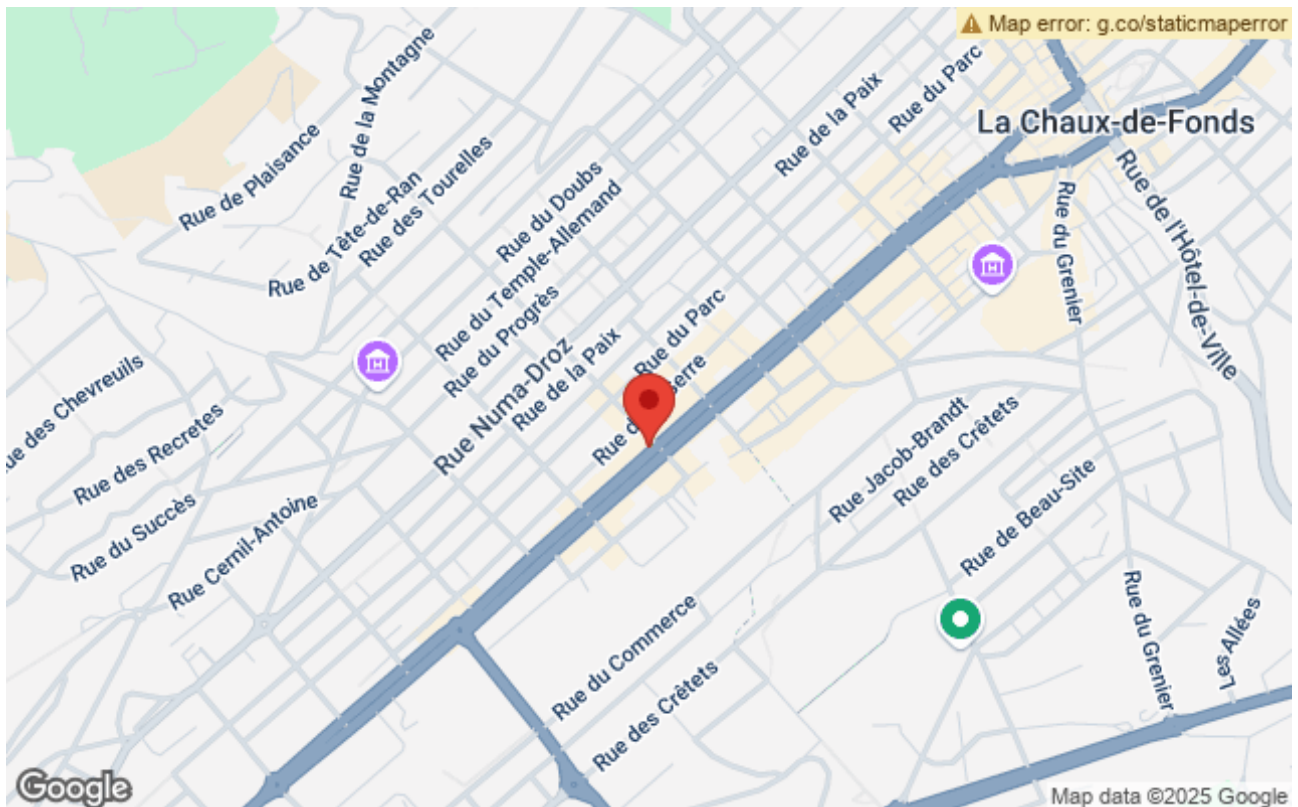 Map error: g.co/staticmaperror
Rue de la Montagne
Rue du Parc
La Chaux-de-Fonds
Rue de la Paix
Rue de Plaisance
Rue des Tourelles
Rue de Tête-de-Ran
Rue du Doubs
Rue du Temple-Allemand
Rue de l'Hôtel-de-Ville
Rue du Grenier
Rue du Progrès
Rue du Parc
Rue de la Paix
Rue Numa-Droz
Rue de
serre
ue des Chevreuils
Rue des Recretes
Rue du Succès
Rue Cernil-Antoine
Rue Jacob-Brandt
Rue des Crêtets
Rue de Beau-Site
Rue du Commerce
Rue des Crêtets
Rue du Grenier
Les Allées
Google
Map data ©2025 Google